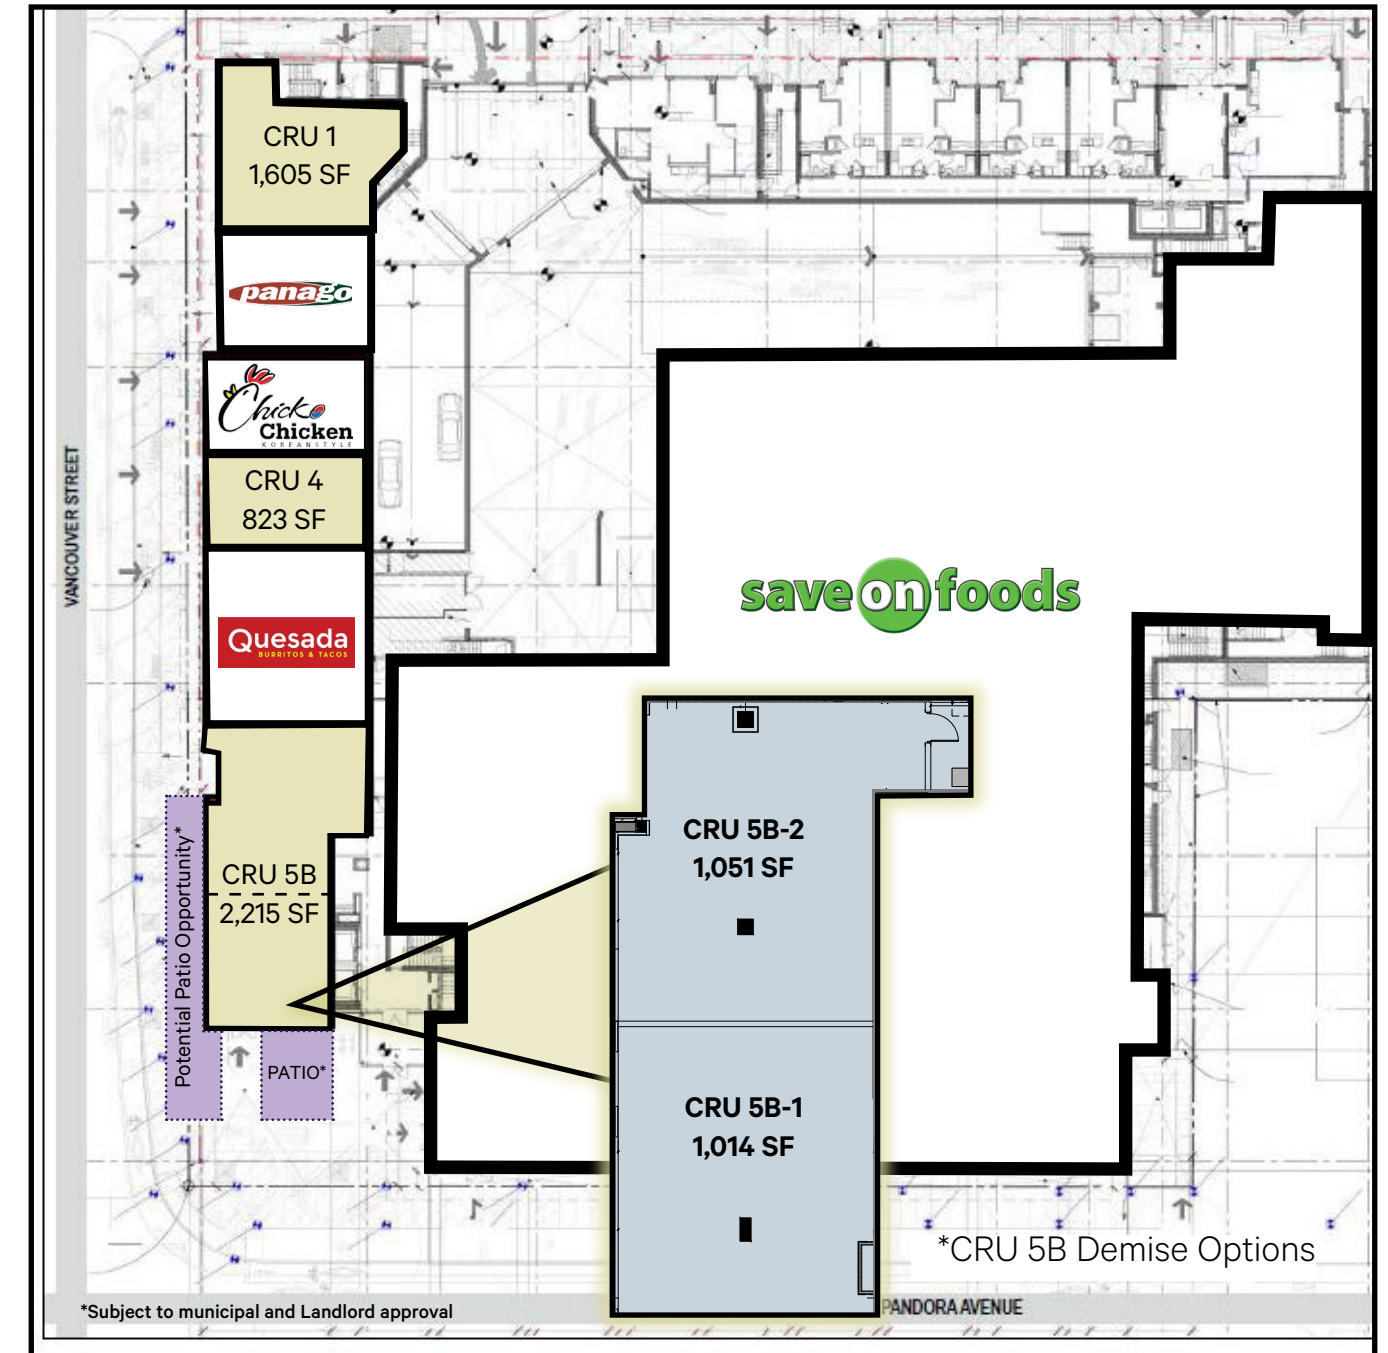 CRU 1
1,605 SF
panago
Chick
Chicken
KOREAN STYLE
CRU 4
823 SF
VANCOUVER STREET
Quesada
BURRITOS & TACOS
save on foods
CRU 5B
2,215 SF
Potential Patio Opportunity*
PATIO*
CRU 5B-2
1,051 SF
CRU 5B-1
1,014 SF
*CRU 5B Demise Options
*Subject to municipal and Landlord approval
PANDORA AVENUE